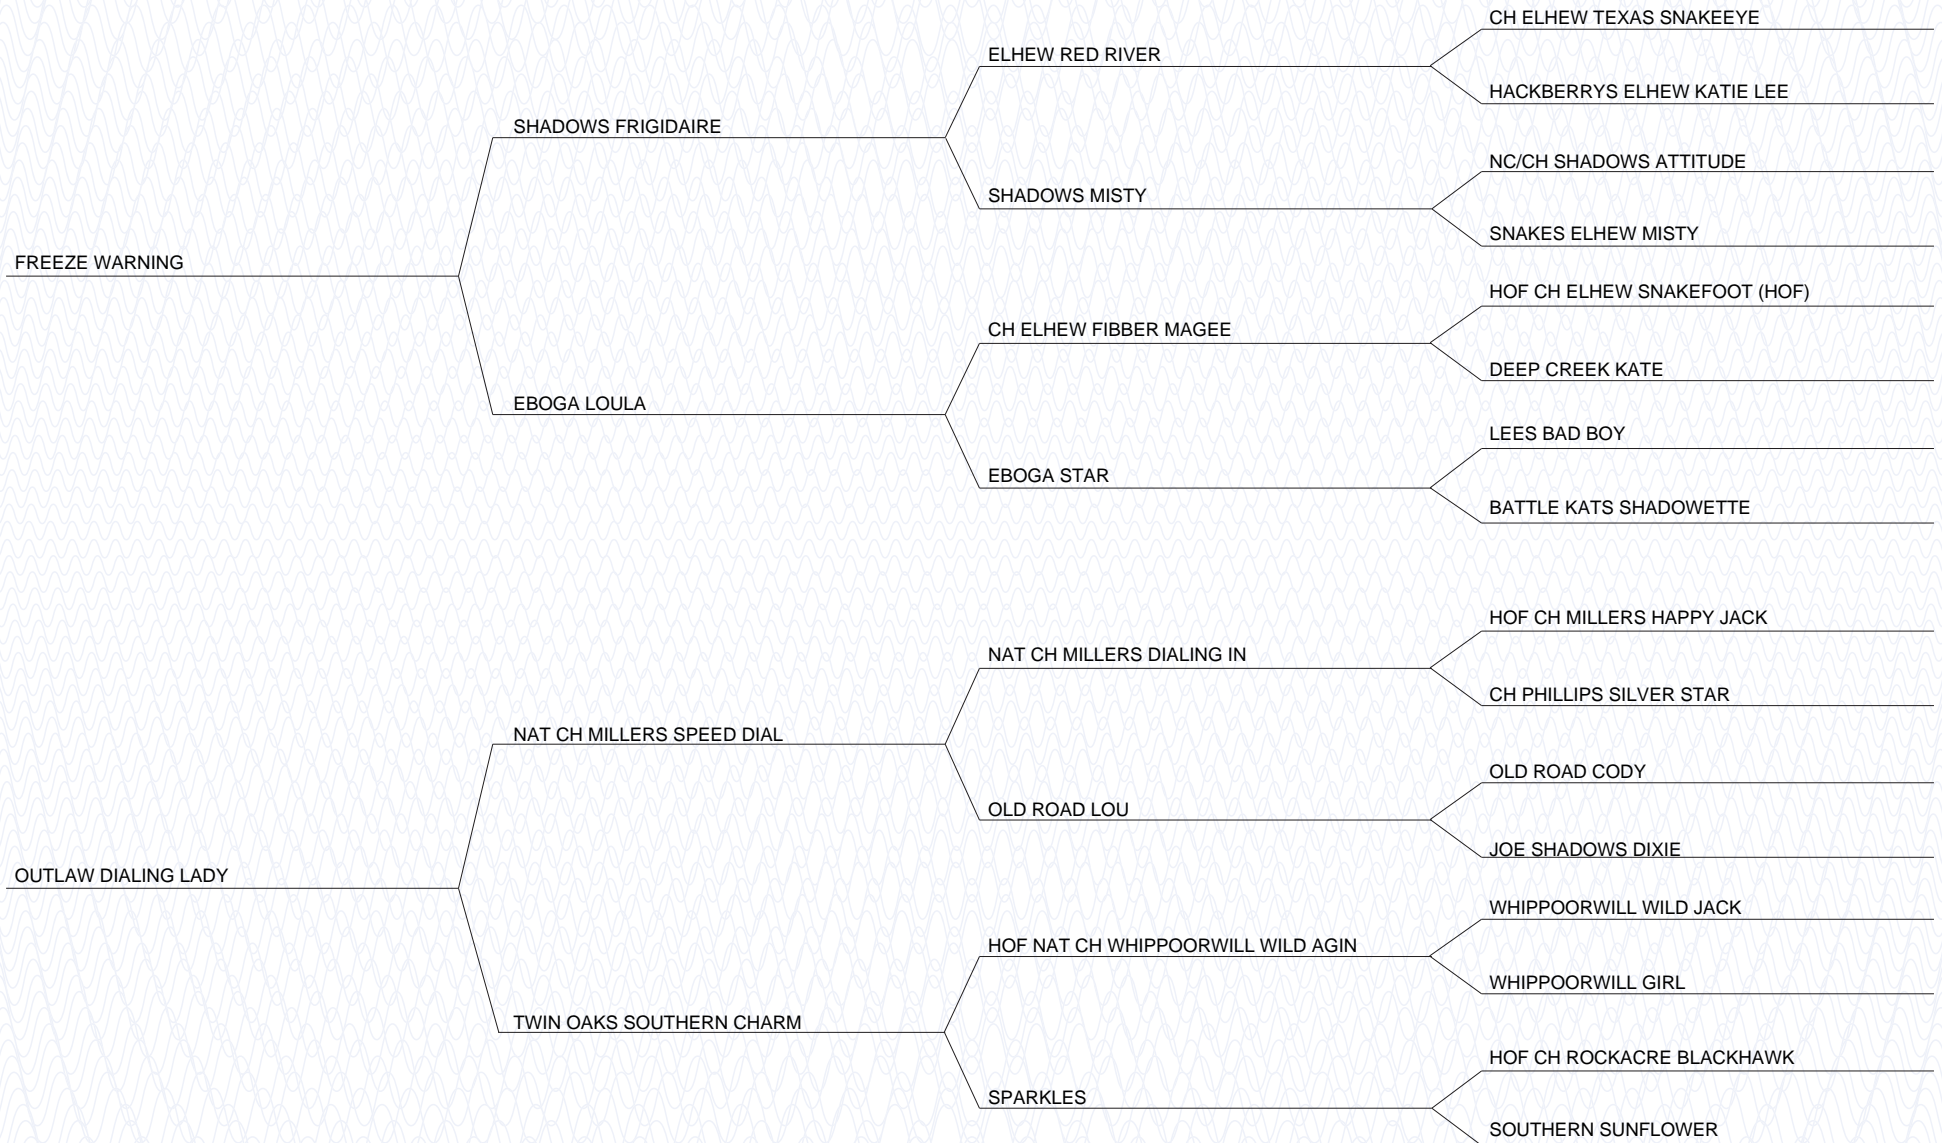 CH ELHEW TEXAS SNAKEEYE
ELHEW RED RIVER
HACKBERRYS ELHEW KATIE LEE
SHADOWS FRIGIDAIRE
NC/CH SHADOWS ATTITUDE
SHADOWS MISTY
SNAKES ELHEW MISTY
FREEZE WARNING
HOF CH ELHEW SNAKEFOOT (HOF)
CH ELHEW FIBBER MAGEE
DEEP CREEK KATE
EBOGA LOULA
LEES BAD BOY
EBOGA STAR
BATTLE KATS SHADOWETTE
HOF CH MILLERS HAPPY JACK
NAT CH MILLERS DIALING IN
CH PHILLIPS SILVER STAR
NAT CH MILLERS SPEED DIAL
OLD ROAD CODY
OLD ROAD LOU
JOE SHADOWS DIXIE
OUTLAW DIALING LADY
WHIPPOORWILL WILD JACK
HOF NAT CH WHIPPOORWILL WILD AGIN
WHIPPOORWILL GIRL
TWIN OAKS SOUTHERN CHARM
HOF CH ROCKACRE BLACKHAWK
SPARKLES
SOUTHERN SUNFLOWER